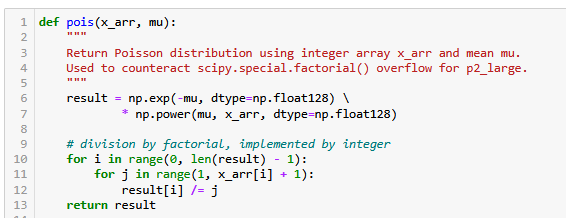 1 def pois(x_arr, mu):
2     """
3     Return Poisson distribution using integer array x_arr and mean mu.
4     Used to counteract scipy.special.factorial() overflow for p2_large.
5     """
6     result = np.exp(-mu, dtype=np.float128) \
7             * np.power(mu, x_arr, dtype=np.float128)
8
9     # division by factorial, implemented by integer
10     for i in range(0, len(result) - 1):
11         for j in range(1, x_arr[i] + 1):
12             result[i] /= j
13     return result